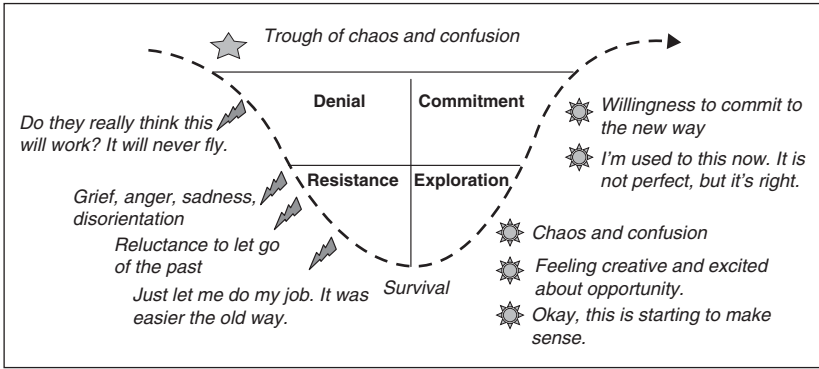 Trough of chaos and confusion
Denial
Commitment
Do they really think this
will work? It will never fly.
Willingness to commit to
the new way
I'm used to this now. It is
not perfect, but it's right.
Resistance
Exploration
Grief, anger, sadness,
disorientation
Reluctance to let go
of the past
Just let me do my job. It was
easier the old way.
Survival
Chaos and confusion
Feeling creative and excited
about opportunity.
Okay, this is starting to make
sense.